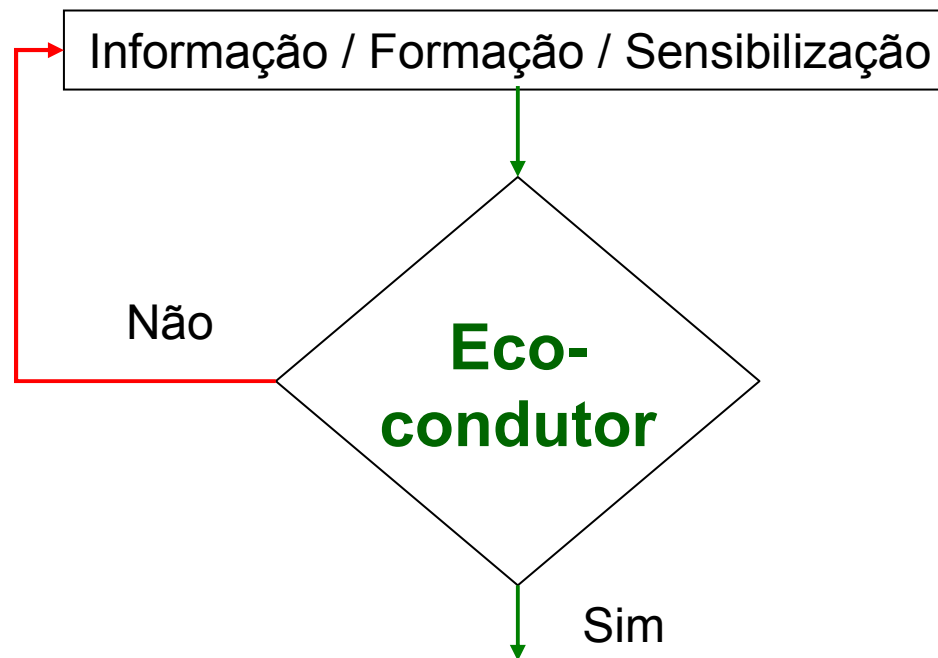 Informação / Formação / Sensibilização
Não
Eco-
condutor
Sim